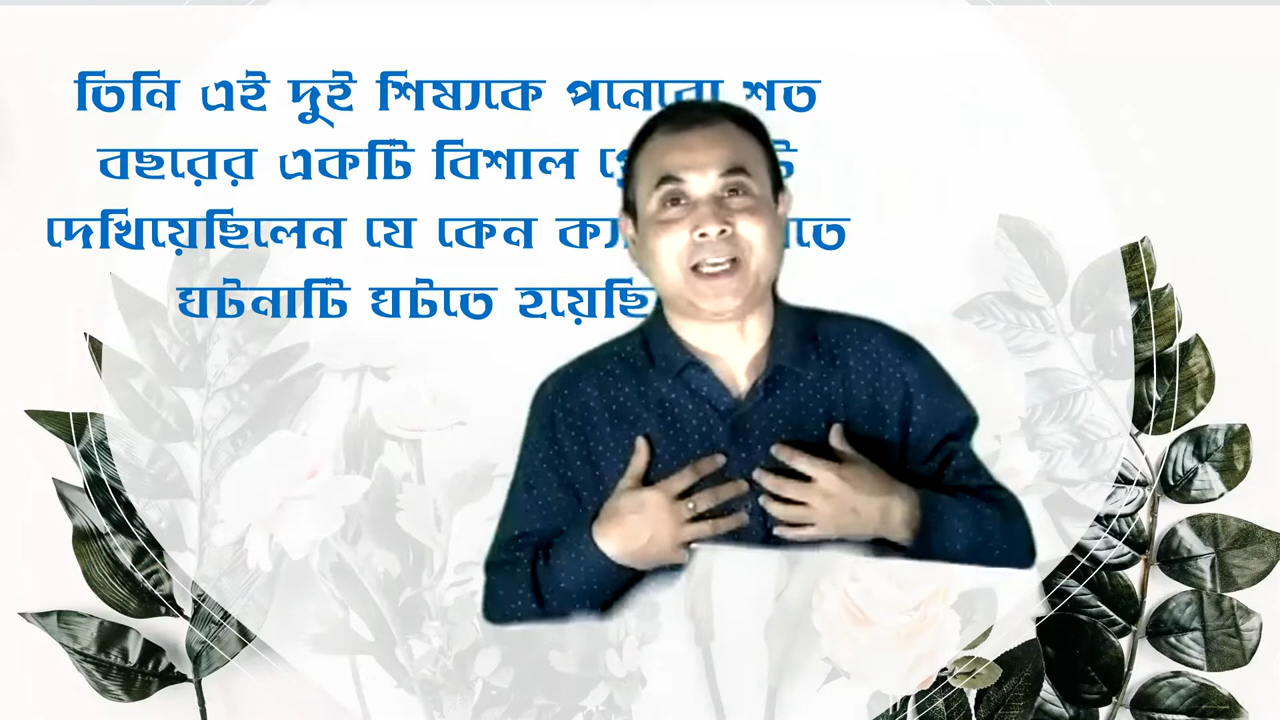 তিনি এই দুই শিষ্যকে পনেরো শত
বছরের একটি বিশাল
দেখিয়েছিলেন যে কেন
ঘটনাটি ঘটতে